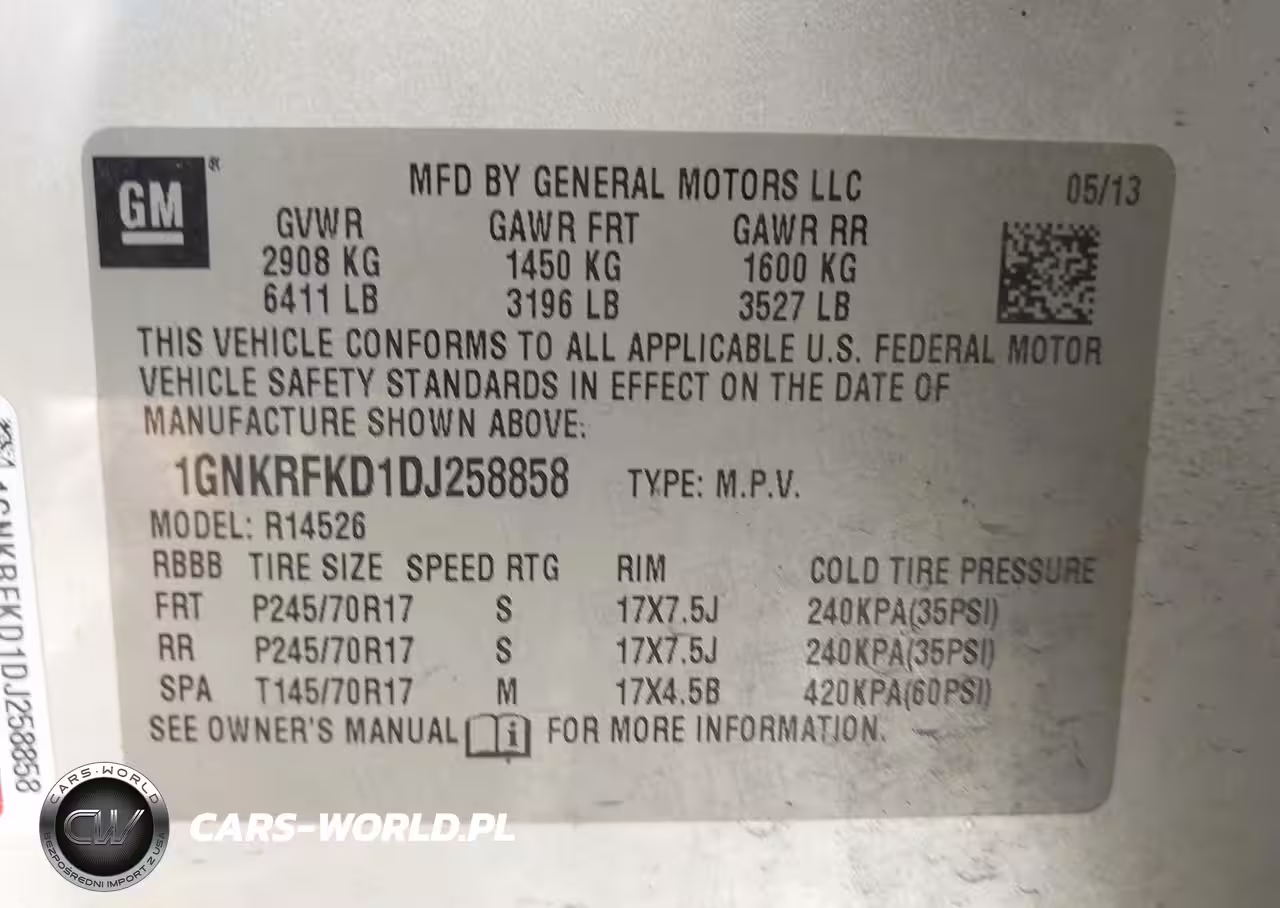 GM ®
MFD BY GENERAL MOTORS LLC 05/13
GVWR GAWR FRT GAWR RR
2908 KG 1450 KG 1600 KG
6411 LB 3196 LB 3527 LB
THIS VEHICLE CONFORMS TO ALL APPLICABLE U.S. FEDERAL MOTOR
VEHICLE SAFETY STANDARDS IN EFFECT ON THE DATE OF
MANUFACTURE SHOWN ABOVE:
1GNKRFKD1DJ258858 TYPE: M.P.V.
MODEL: R14526
RBBB TIRE SIZE SPEED RTG RIM COLD TIRE PRESSURE
FRT P245/70R17 S 17X7.5J 240KPA(35PSI)
RR P245/70R17 S 17X7.5J 240KPA(35PSI)
SPA T145/70R17 M 17X4.5B 420KPA(60PSI)
SEE OWNER'S MANUAL i FOR MORE INFORMATION.
1GNKRFKD1DJ258858
CARS-WORLD
CW
BEZPOŚREDNI IMPORT Z USA
CARS-WORLD.PL